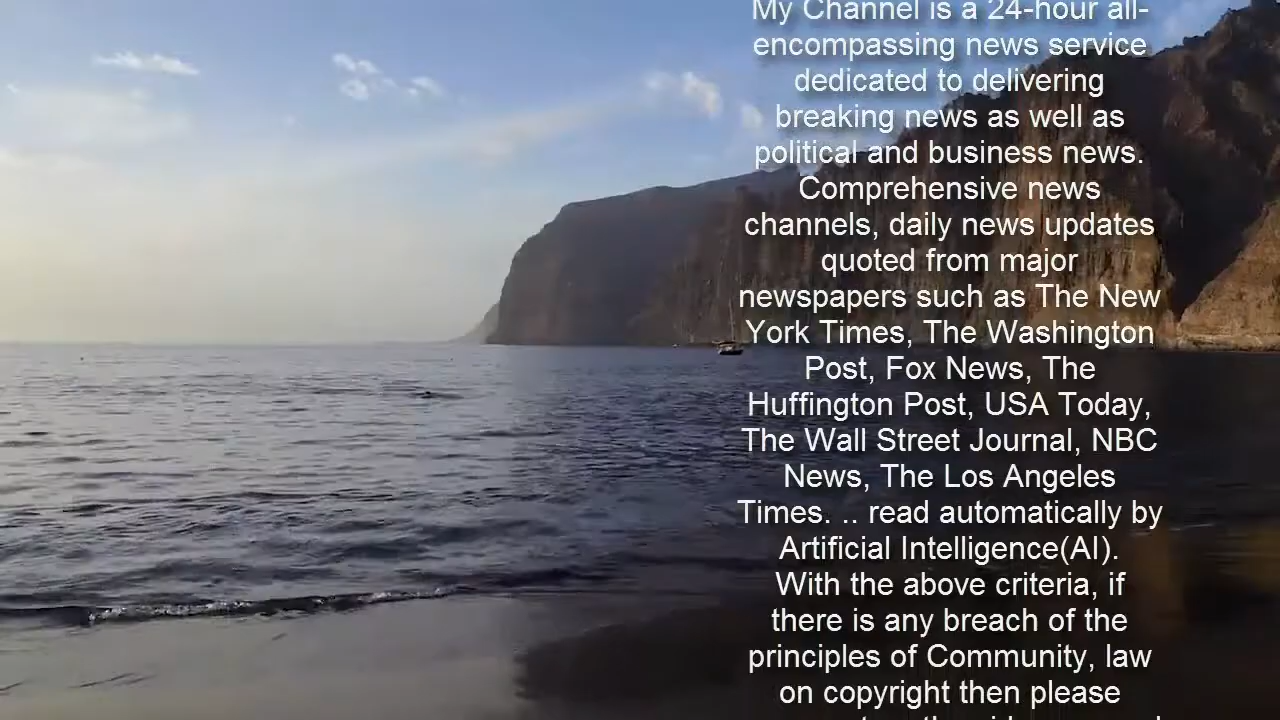 My Channel is a 24-hour all-
encompassing news service
dedicated to delivering
breaking news as well as
political and business news.
Comprehensive news
channels, daily news updates
quoted from major
newspapers such as The New
York Times, The Washington
Post, Fox News, The
Huffington Post, USA Today,
The Wall Street Journal, NBC
News, The Los Angeles
Times. .. read automatically by
Artificial Intelligence(AI).
With the above criteria, if
there is any breach of the
principles of Community, law
on copyright then please